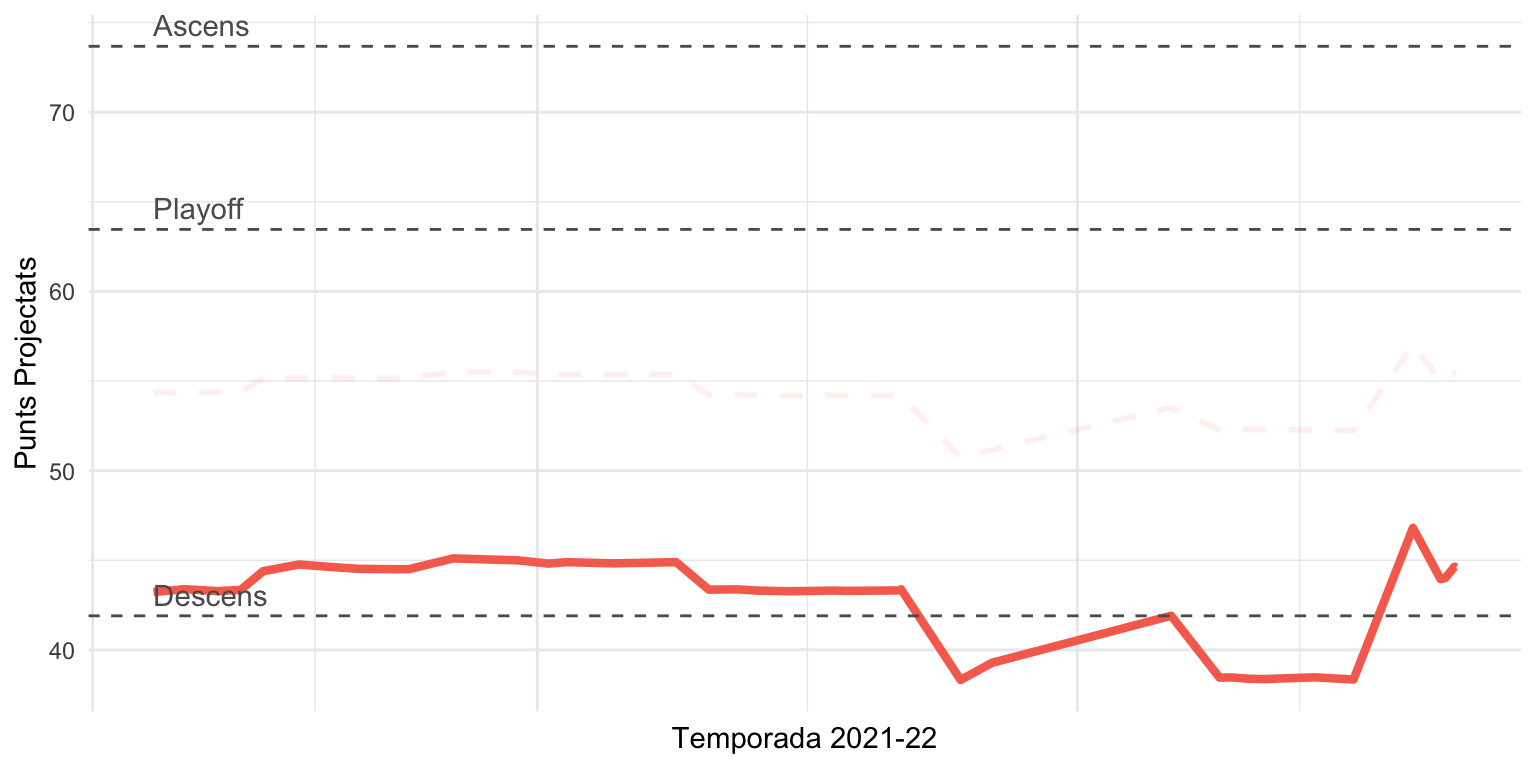 Ascens
70
Playoff
60
Punts Projectats
50
Descens
40
Temporada 2021-22